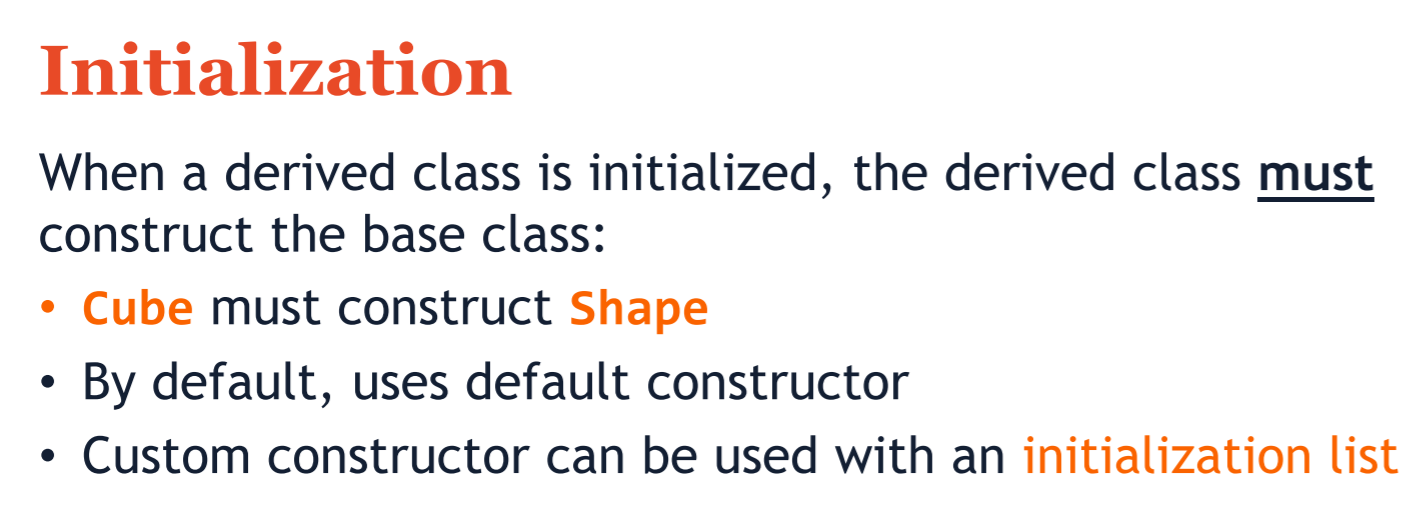 Initialization
When a derived class is initialized, the derived class must
construct the base class:
• Cube must construct Shape
• By default, uses default constructor
• Custom constructor can be used with an initialization list